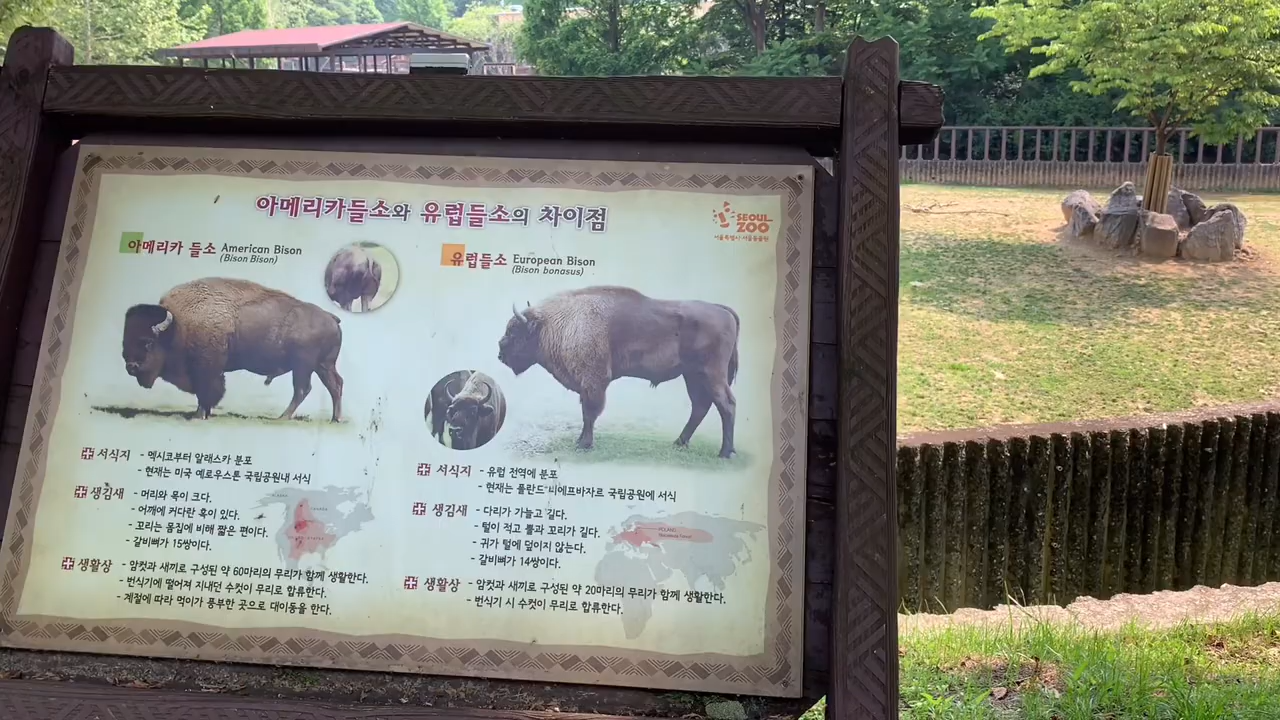 아메리카들소와 유럽들소의 차이점
SEOUL
ZOO
서울특별시 서울동물원
아메리카 들소 American Bison
(Bison Bison)
서식지 - 멕시코부터 알래스카 분포
- 현재는 미국 옐로우스톤 국립공원내 서식
생김새 - 머리와 목이 크다.
- 어깨에 커다란 혹이 있다.
- 꼬리는 몸집에 비해 짧은 편이다.
- 갈비뼈가 15쌍이다.
생활상 - 암컷과 새끼로 구성된 약 60마리의 무리가 함께 생활한다.
- 번식기에 떨어져 지내던 수컷이 무리로 합류한다.
- 계절에 따라 먹이가 풍부한 곳으로 대이동을 한다.
유럽들소 European Bison
(Bison bonasus)
서식지 - 유럽 전역에 분포
- 현재는 폴란드 비에프바자르 국립공원에 서식
생김새 - 다리가 가늘고 길다.
- 털이 적고 뿔과 꼬리가 길다.
- 귀가 털에 덮이지 않는다.
- 갈비뼈가 14쌍이다.
POLAND
생활상 - 암컷과 새끼로 구성된 약 20마리의 무리가 함께 생활한다.
- 번식기 시 수컷이 무리로 합류한다.